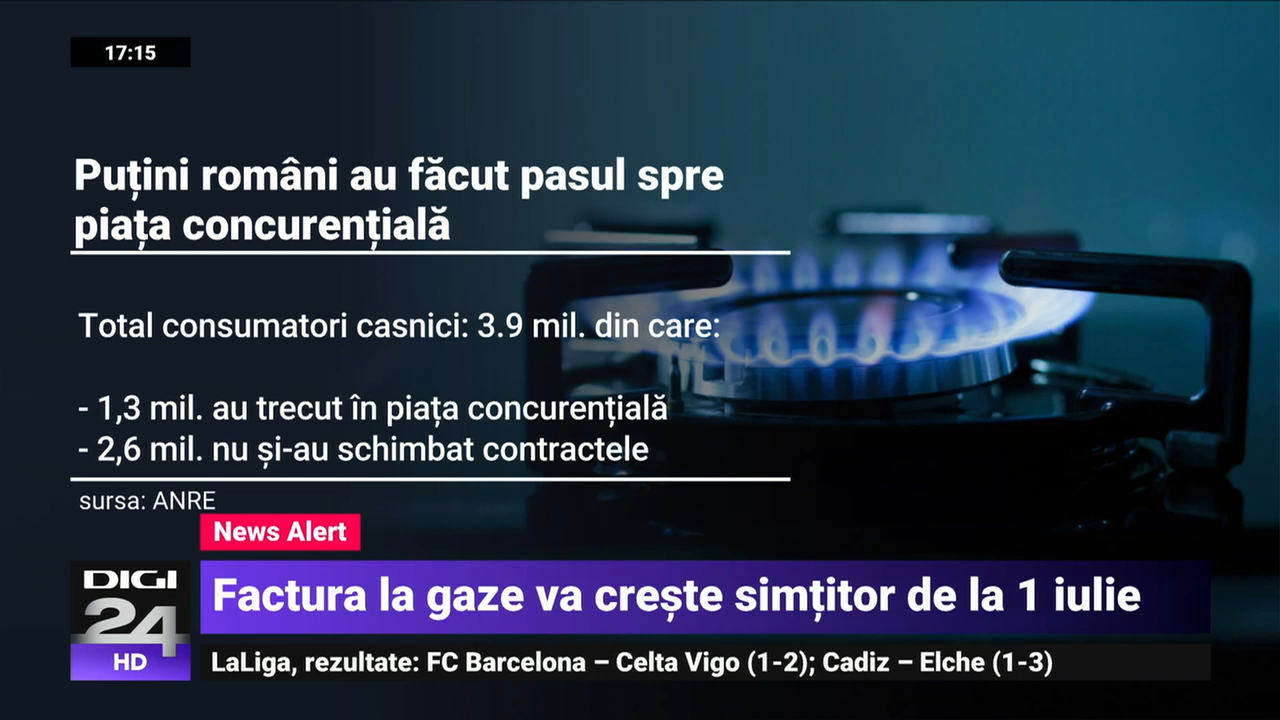 17:15
Puțini români au făcut pasul spre
piața concurențială
Total consumatori casnici: 3.9 mil. din care:
- 1,3 mil. au trecut în piața concurențială
- 2,6 mil. nu și-au schimbat contractele
sursa: ANRE
News Alert
DIGI
24
HD
Factura la gaze va crește simțitor de la 1 iulie
LaLiga, rezultate: FC Barcelona – Celta Vigo (1-2); Cadiz – Elche (1-3)